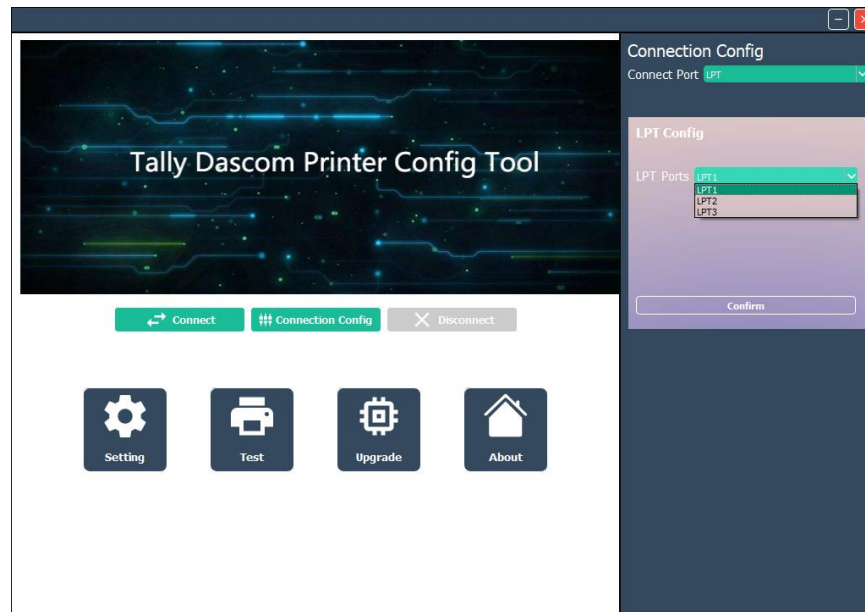 Connection Config
Connect Port LPT
LPT Config
LPT Ports LPT1
LPT1
LPT2
LPT3
Confirm
Tally Dascom Printer Config Tool
Connect
Connection Config
Disconnect
Setting
Test
Upgrade
About